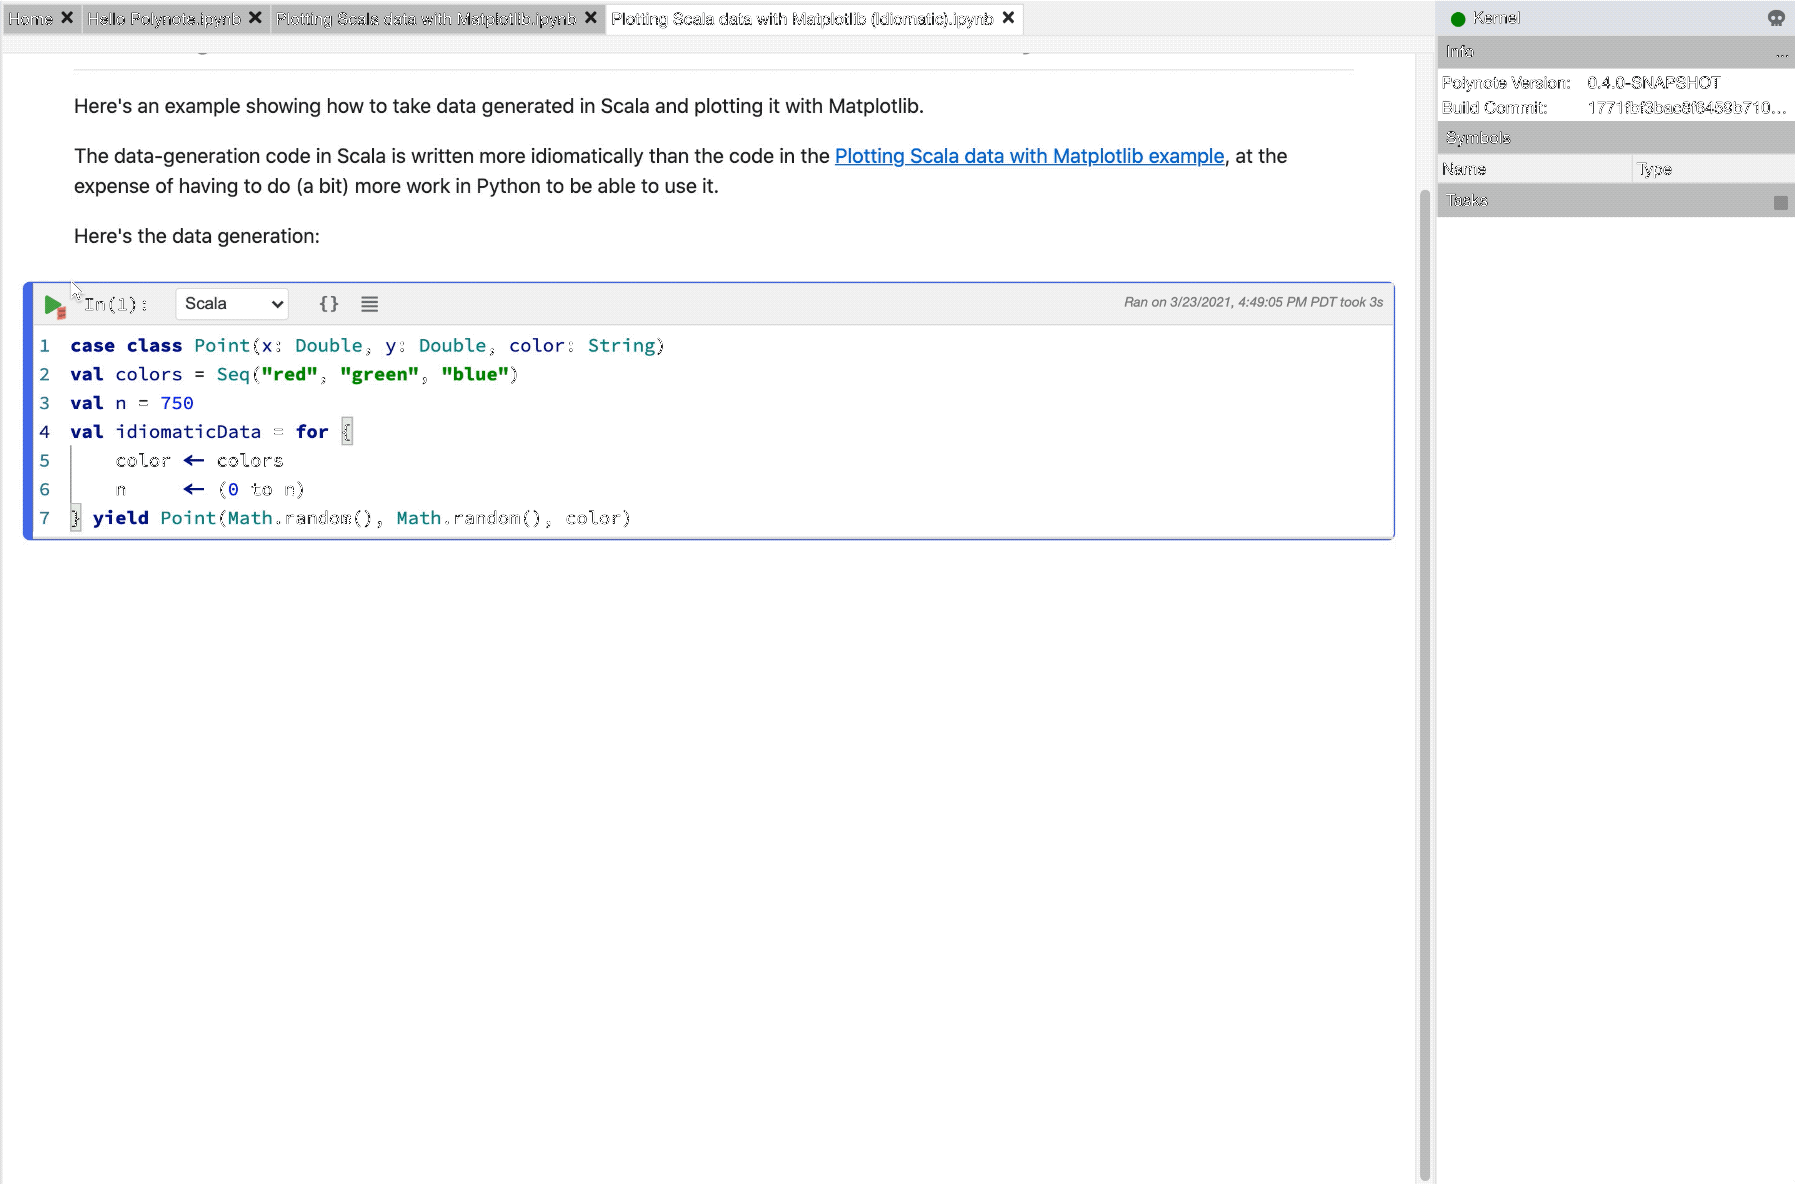 Home ✕ Hello Polynote.ipynb ✕ Plotting Scala data with Matplotlib.ipynb ✕ Plotting Scala data with Matplotlib (Idiomatic).ipynb ✕
Here's an example showing how to take data generated in Scala and plotting it with Matplotlib.
The data-generation code in Scala is written more idiomatically than the code in the Plotting Scala data with Matplotlib example, at the
expense of having to do (a bit) more work in Python to be able to use it.
Here's the data generation:
In(1): Scala {} Ran on 3/23/2021, 4:49:05 PM PDT took 3s
1 case class Point(x: Double, y: Double, color: String)
2 val colors = Seq("red", "green", "blue")
3 val n = 750
4 val idiomaticData = for {
5 color ← colors
6 n ← (0 to n)
7 } yield Point(Math.random(), Math.random(), color)
Kernel
Info ...
Polynote Version: 0.4.0-SNAPSHOT
Build Commit:
Symbols
Name Type
Tasks